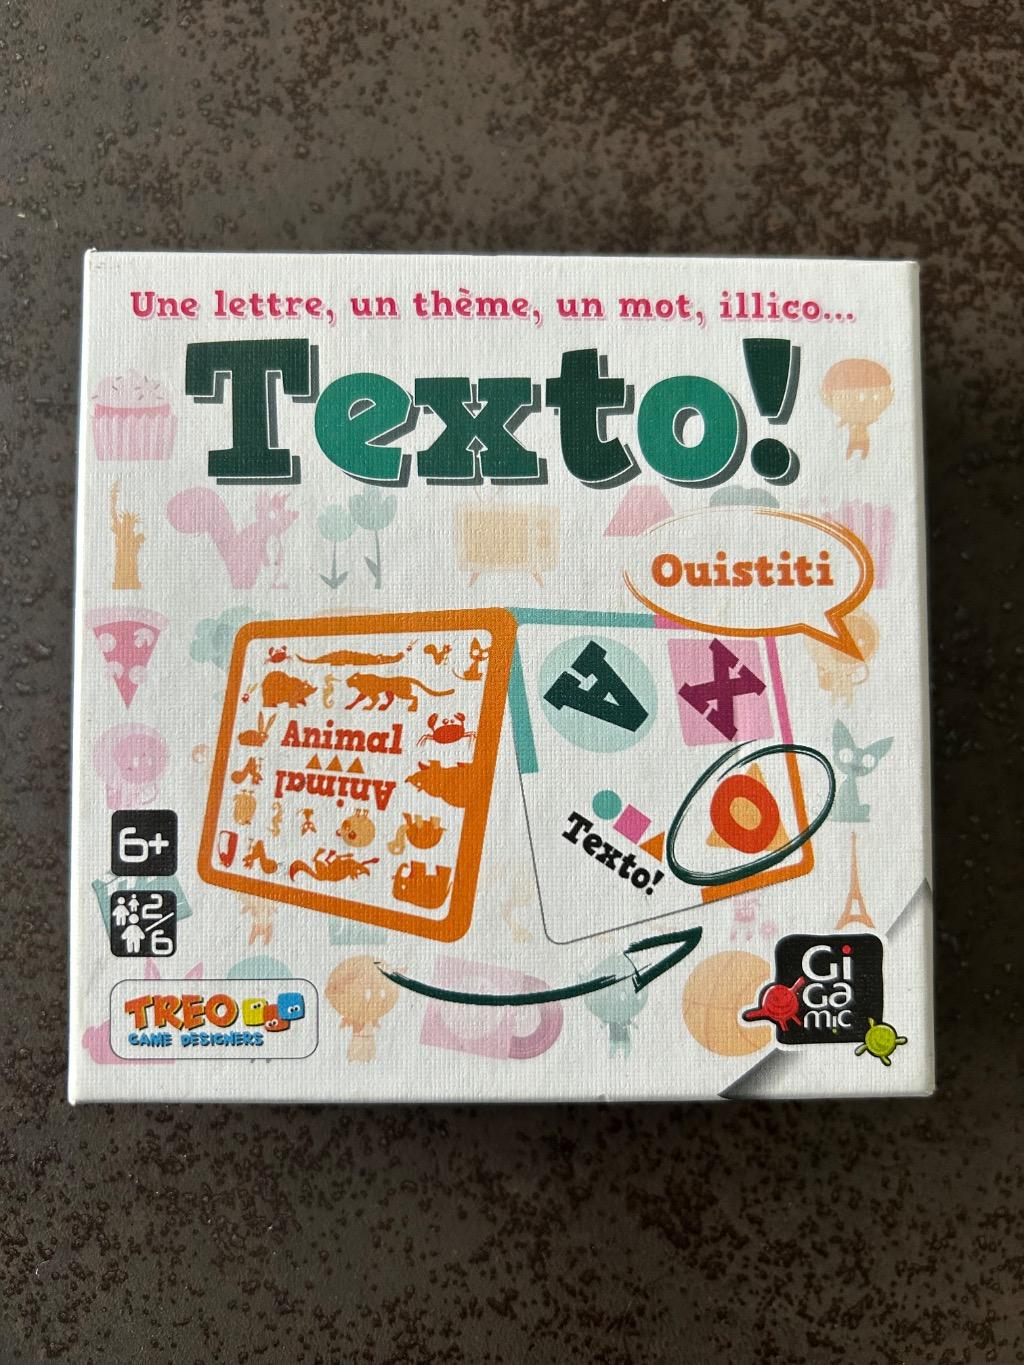 Une lettre, un thème, un mot, illico...
Texto!
Ouistiti
A X
Animal
Animal
O
Texto!
6+
2/6
TREO
GAME DESIGNERS
Gi
Ga
mic